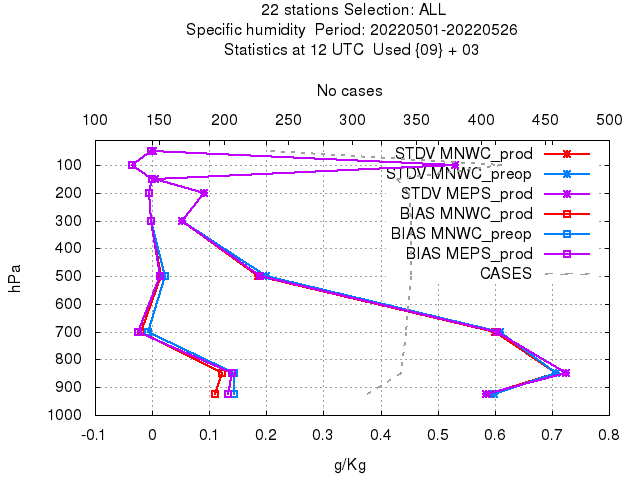 22 stations Selection: ALL
Specific humidity  Period: 20220501-20220526
Statistics at 12 UTC  Used {09} + 03
No cases
100 150 200 250 300 350 400 450 500
STDV MNWC_prod
STDV MNWC_preop
STDV MEPS_prod
BIAS MNWC_prod
BIAS MNWC_preop
BIAS MEPS_prod
CASES
hPa
100
200
300
400
500
600
700
800
900
1000
-0.1 0 0.1 0.2 0.3 0.4 0.5 0.6 0.7 0.8
g/Kg